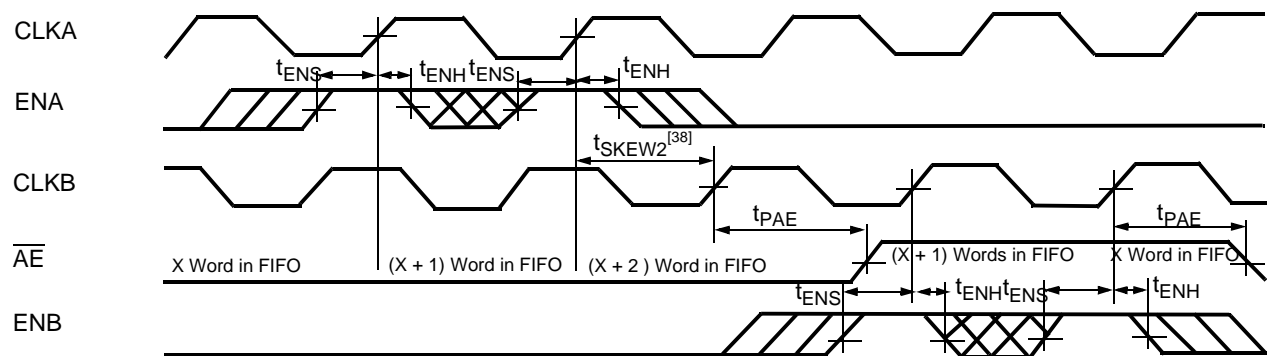 CLKA
tENS tENH tENS tENH
ENA
tSKEW2[38]
CLKB
tPAE tPAE
AE
X Word in FIFO (X + 1) Word in FIFO (X + 2 ) Word in FIFO (X + 1) Words in FIFO X Word in FIFO
tENS tENH tENS tENH
ENB